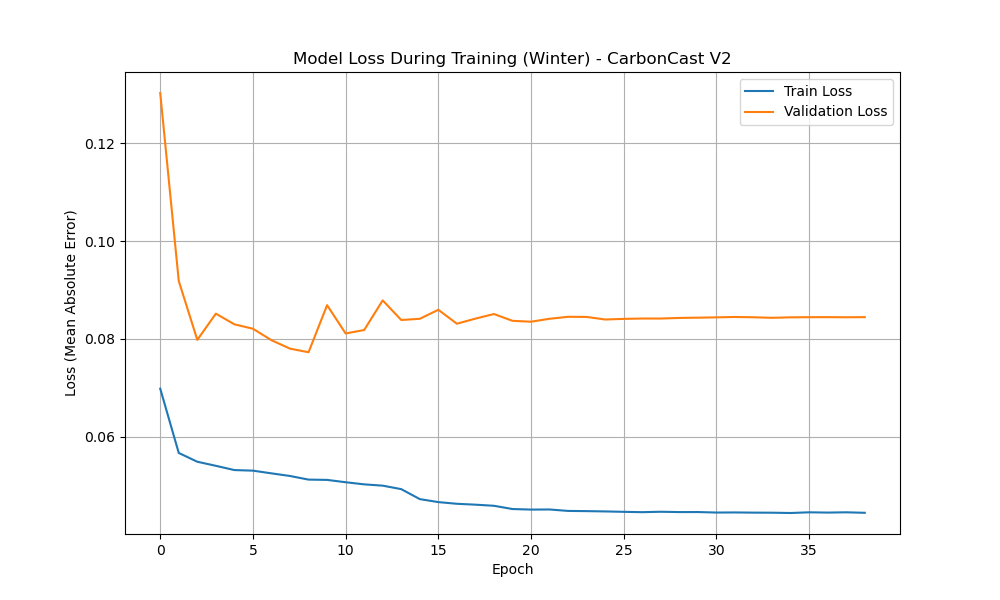 Model Loss During Training (Winter) - CarbonCast V2
Train Loss
Validation Loss
0.12
0.10
0.08
0.06
Loss (Mean Absolute Error)
0 5 10 15 20 25 30 35
Epoch